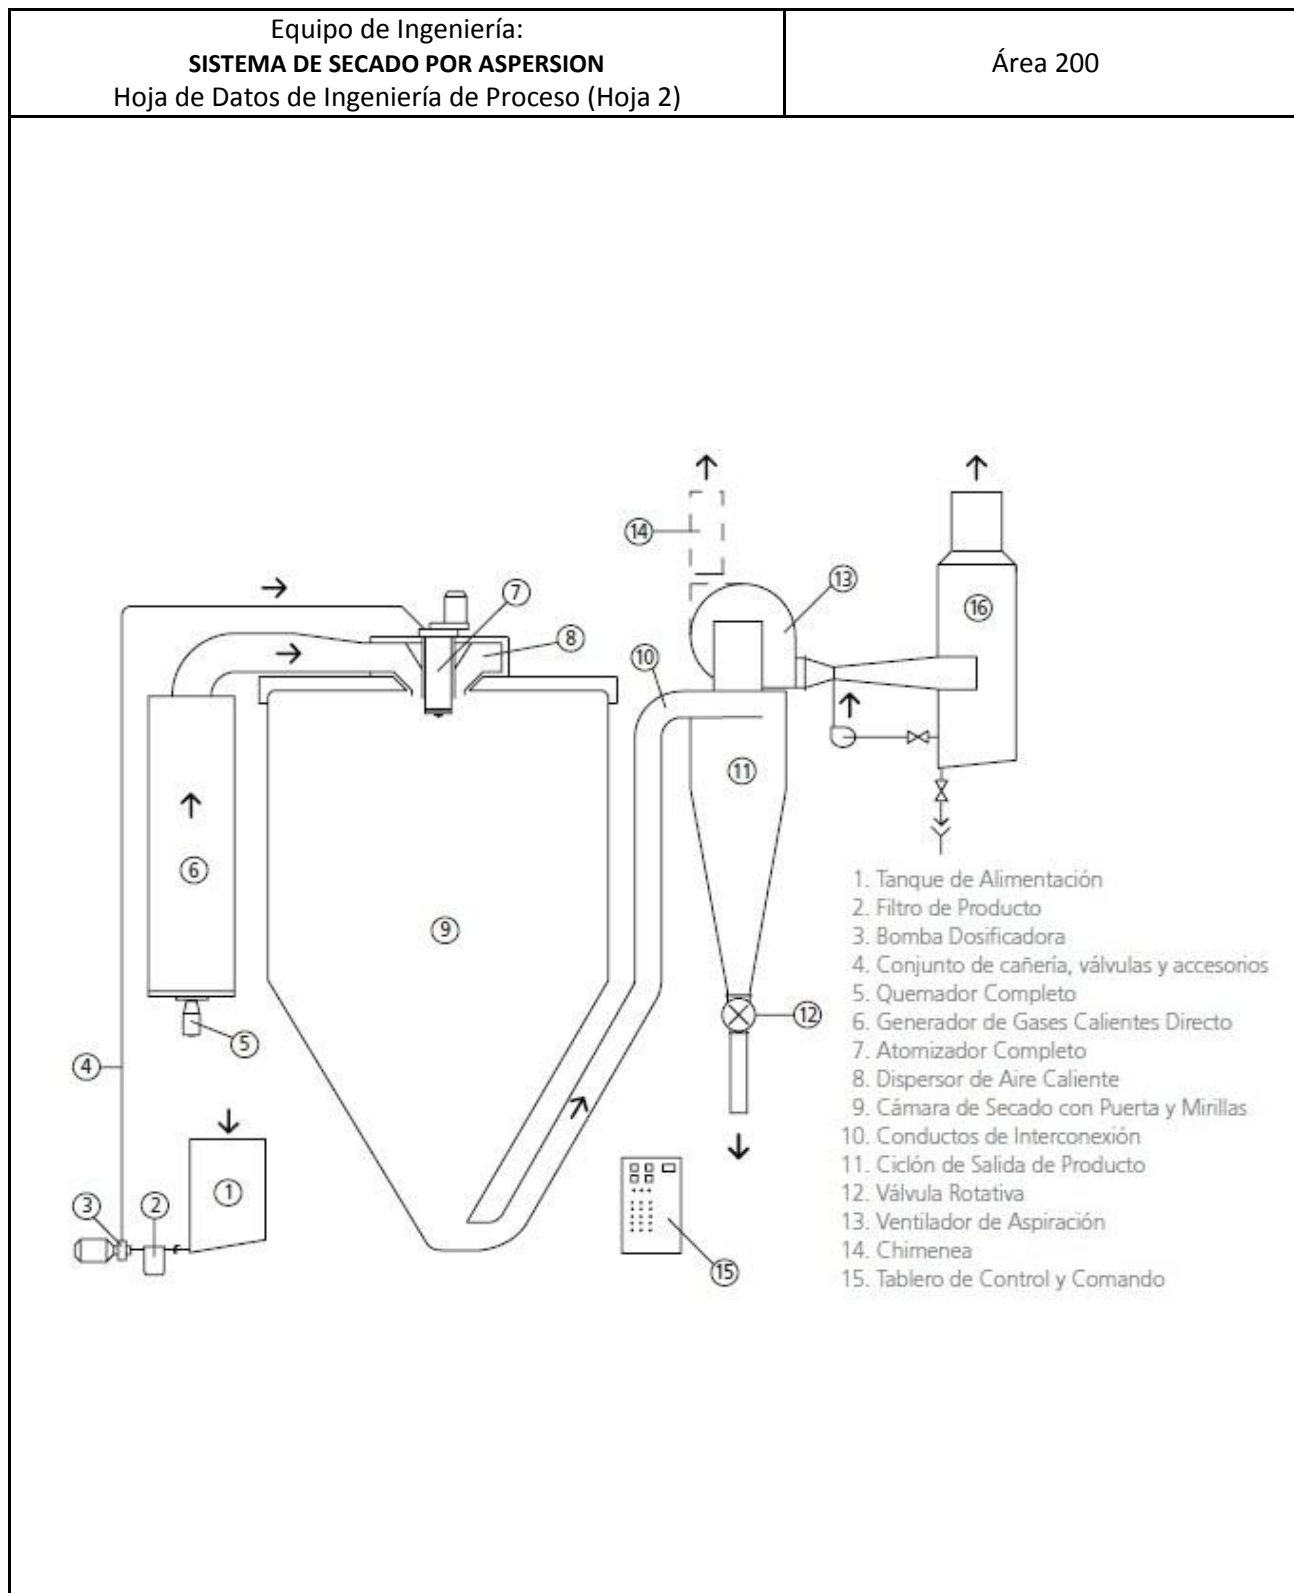 Equipo de Ingeniería:
SISTEMA DE SECADO POR ASPERSION
Hoja de Datos de Ingeniería de Proceso (Hoja 2)
Área 200
14
13
7
16
8
10
11
6
9
12
5
4
1
2
3
15
1. Tanque de Alimentación
2. Filtro de Producto
3. Bomba Dosificadora
4. Conjunto de cañería, válvulas y accesorios
5. Quemador Completo
6. Generador de Gases Calientes Directo
7. Atomizador Completo
8. Dispersor de Aire Caliente
9. Cámara de Secado con Puerta y Mirillas
10. Conductos de Interconexión
11. Ciclón de Salida de Producto
12. Válvula Rotativa
13. Ventilador de Aspiración
14. Chimenea
15. Tablero de Control y Comando